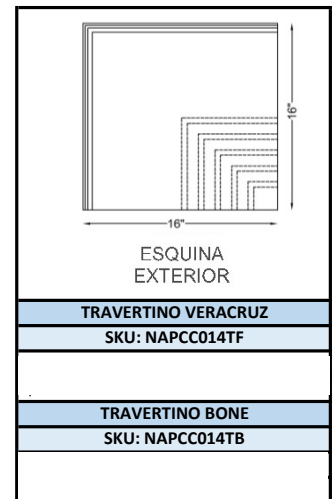 16"
16"
ESQUINA
EXTERIOR
TRAVERTINO VERACRUZ
SKU: NAPCC014TF
TRAVERTINO BONE
SKU: NAPCC014TB